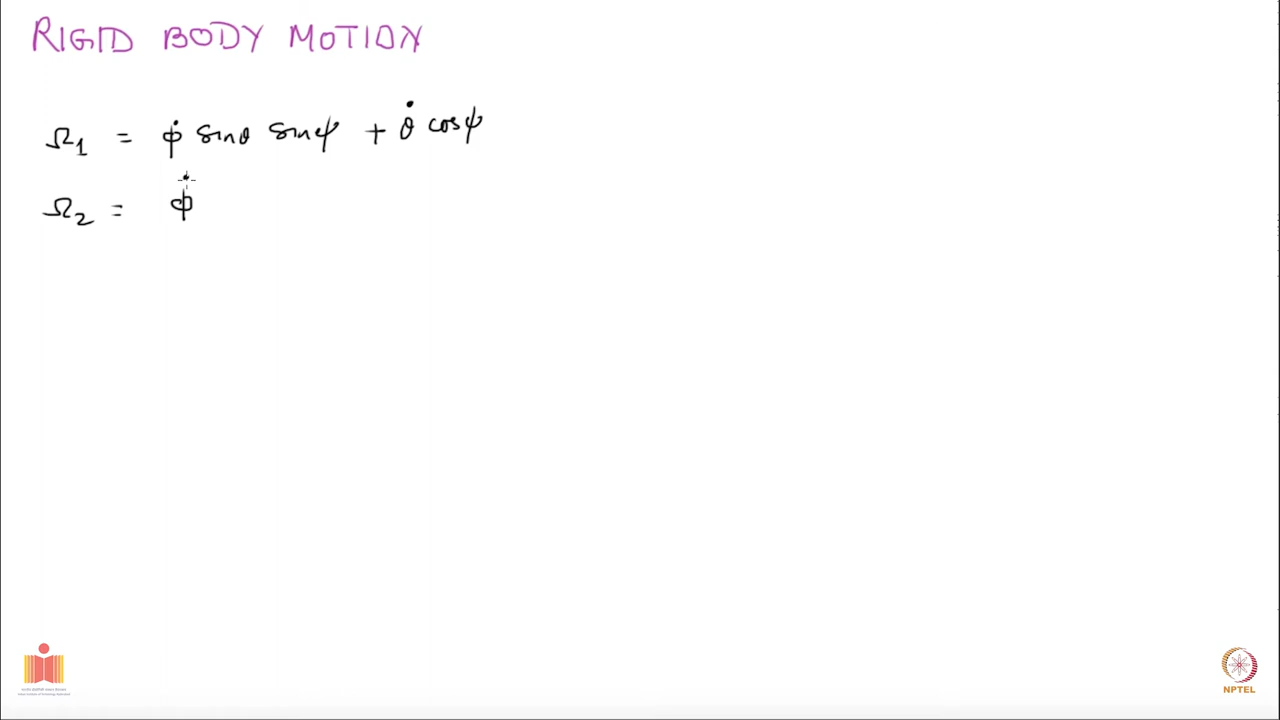 RIGID BODY MOTION
Ω₁ = φ̇ sinθ sinψ + θ̇ cosψ
Ω₂ = φ̇
NPTEL